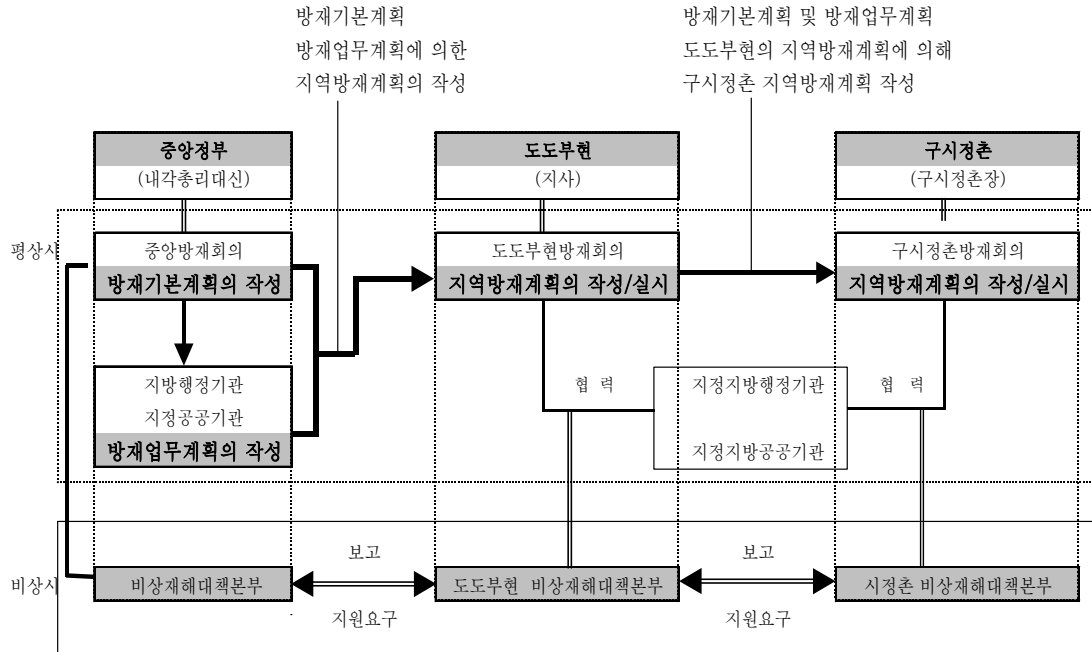 방재기본계획
방재업무계획에 의한
지역방재계획의 작성
방재기본계획 및 방재업무계획
도도부현의 지역방재계획에 의해
구시정촌 지역방재계획 작성
중앙정부
(내각총리대신)
도도부현
(지사)
구시정촌
(구시정촌장)
평상시
중앙방재회의
방재기본계획의 작성
도도부현방재회의
지역방재계획의 작성/실시
구시정촌방재회의
지역방재계획의 작성/실시
지방행정기관
지정공공기관
방재업무계획의 작성
협 력
지정지방행정기관
지정지방공공기관
협 력
비상시
비상재해대책본부
보고
지원요구
도도부현 비상재해대책본부
보고
지원요구
시정촌 비상재해대책본부